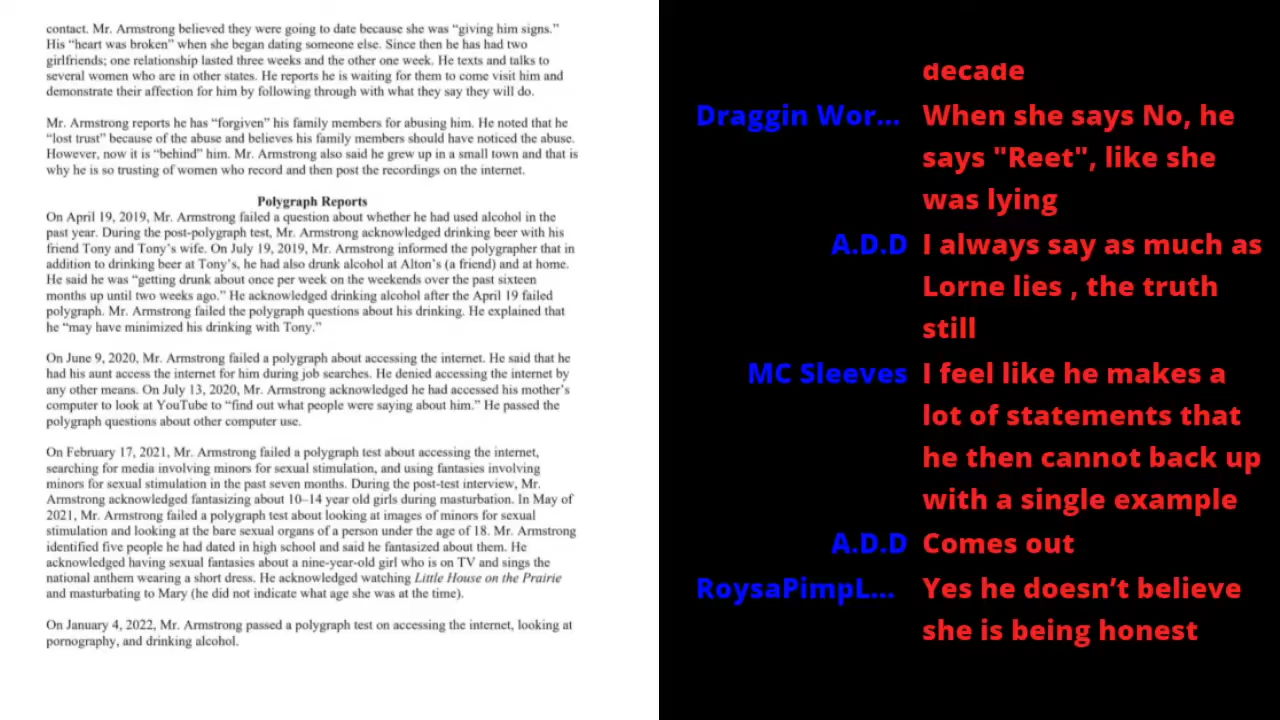 contact. Mr. Armstrong believed they were going to date because she was “giving him signs.”
His “heart was broken” when she began dating someone else. Since then he has had two
girlfriends; one relationship lasted three weeks and the other one week. He texts and talks to
several women who are in other states. He reports he is waiting for them to come visit him and
demonstrate their affection for him by following through with what they say they will do.
Mr. Armstrong reports he has “forgiven” his family members for abusing him. He noted that he
“lost trust” because of the abuse and believes his family members should have noticed the abuse.
However, now it is “behind” him. Mr. Armstrong also said he grew up in a small town and that is
why he is so trusting of women who record and then post the recordings on the internet.
Polygraph Reports
On April 19, 2019, Mr. Armstrong failed a question about whether he had used alcohol in the
past year. During the post-polygraph test, Mr. Armstrong acknowledged drinking beer with his
friend Tony and Tony’s wife. On July 19, 2019, Mr. Armstrong informed the polygrapher that in
addition to drinking beer at Tony’s, he had also drunk alcohol at Alton’s (a friend) and at home.
He said he was “getting drunk about once per week on the weekends over the past sixteen
months up until two weeks ago.” He acknowledged drinking alcohol after the April 19 failed
polygraph. Mr. Armstrong failed the polygraph questions about his drinking. He explained that
he “may have minimized his drinking with Tony.”
On June 9, 2020, Mr. Armstrong failed a polygraph about accessing the internet. He said that he
had his aunt access the internet for him during job searches. He denied accessing the internet by
any other means. On July 13, 2020, Mr. Armstrong acknowledged he had accessed his mother’s
computer to look at YouTube to “find out what people were saying about him.” He passed the
polygraph questions about other computer use.
On February 17, 2021, Mr. Armstrong failed a polygraph test about accessing the internet,
searching for media involving minors for sexual stimulation, and using fantasies involving
minors for sexual stimulation in the past seven months. During the post-test interview, Mr.
Armstrong acknowledged fantasizing about 10–14 year old girls during masturbation. In May of
2021, Mr. Armstrong failed a polygraph test about looking at images of minors for sexual
stimulation and looking at the bare sexual organs of a person under the age of 18. Mr. Armstrong
identified five people he had dated in high school and said he fantasized about them. He
acknowledged having sexual fantasies about a nine-year-old girl who is on TV and sings the
national anthem wearing a short dress. He acknowledged watching Little House on the Prairie
and masturbating to Mary (he did not indicate what age she was at the time).
On January 4, 2022, Mr. Armstrong passed a polygraph test on accessing the internet, looking at
pornography, and drinking alcohol.
decade
Draggin Wor... When she says No, he
says "Reet", like she
was lying
A.D.D I always say as much as
Lorne lies , the truth
still
MC Sleeves I feel like he makes a
lot of statements that
he then cannot back up
with a single example
A.D.D Comes out
RoysaPimpL... Yes he doesn’t believe
she is being honest